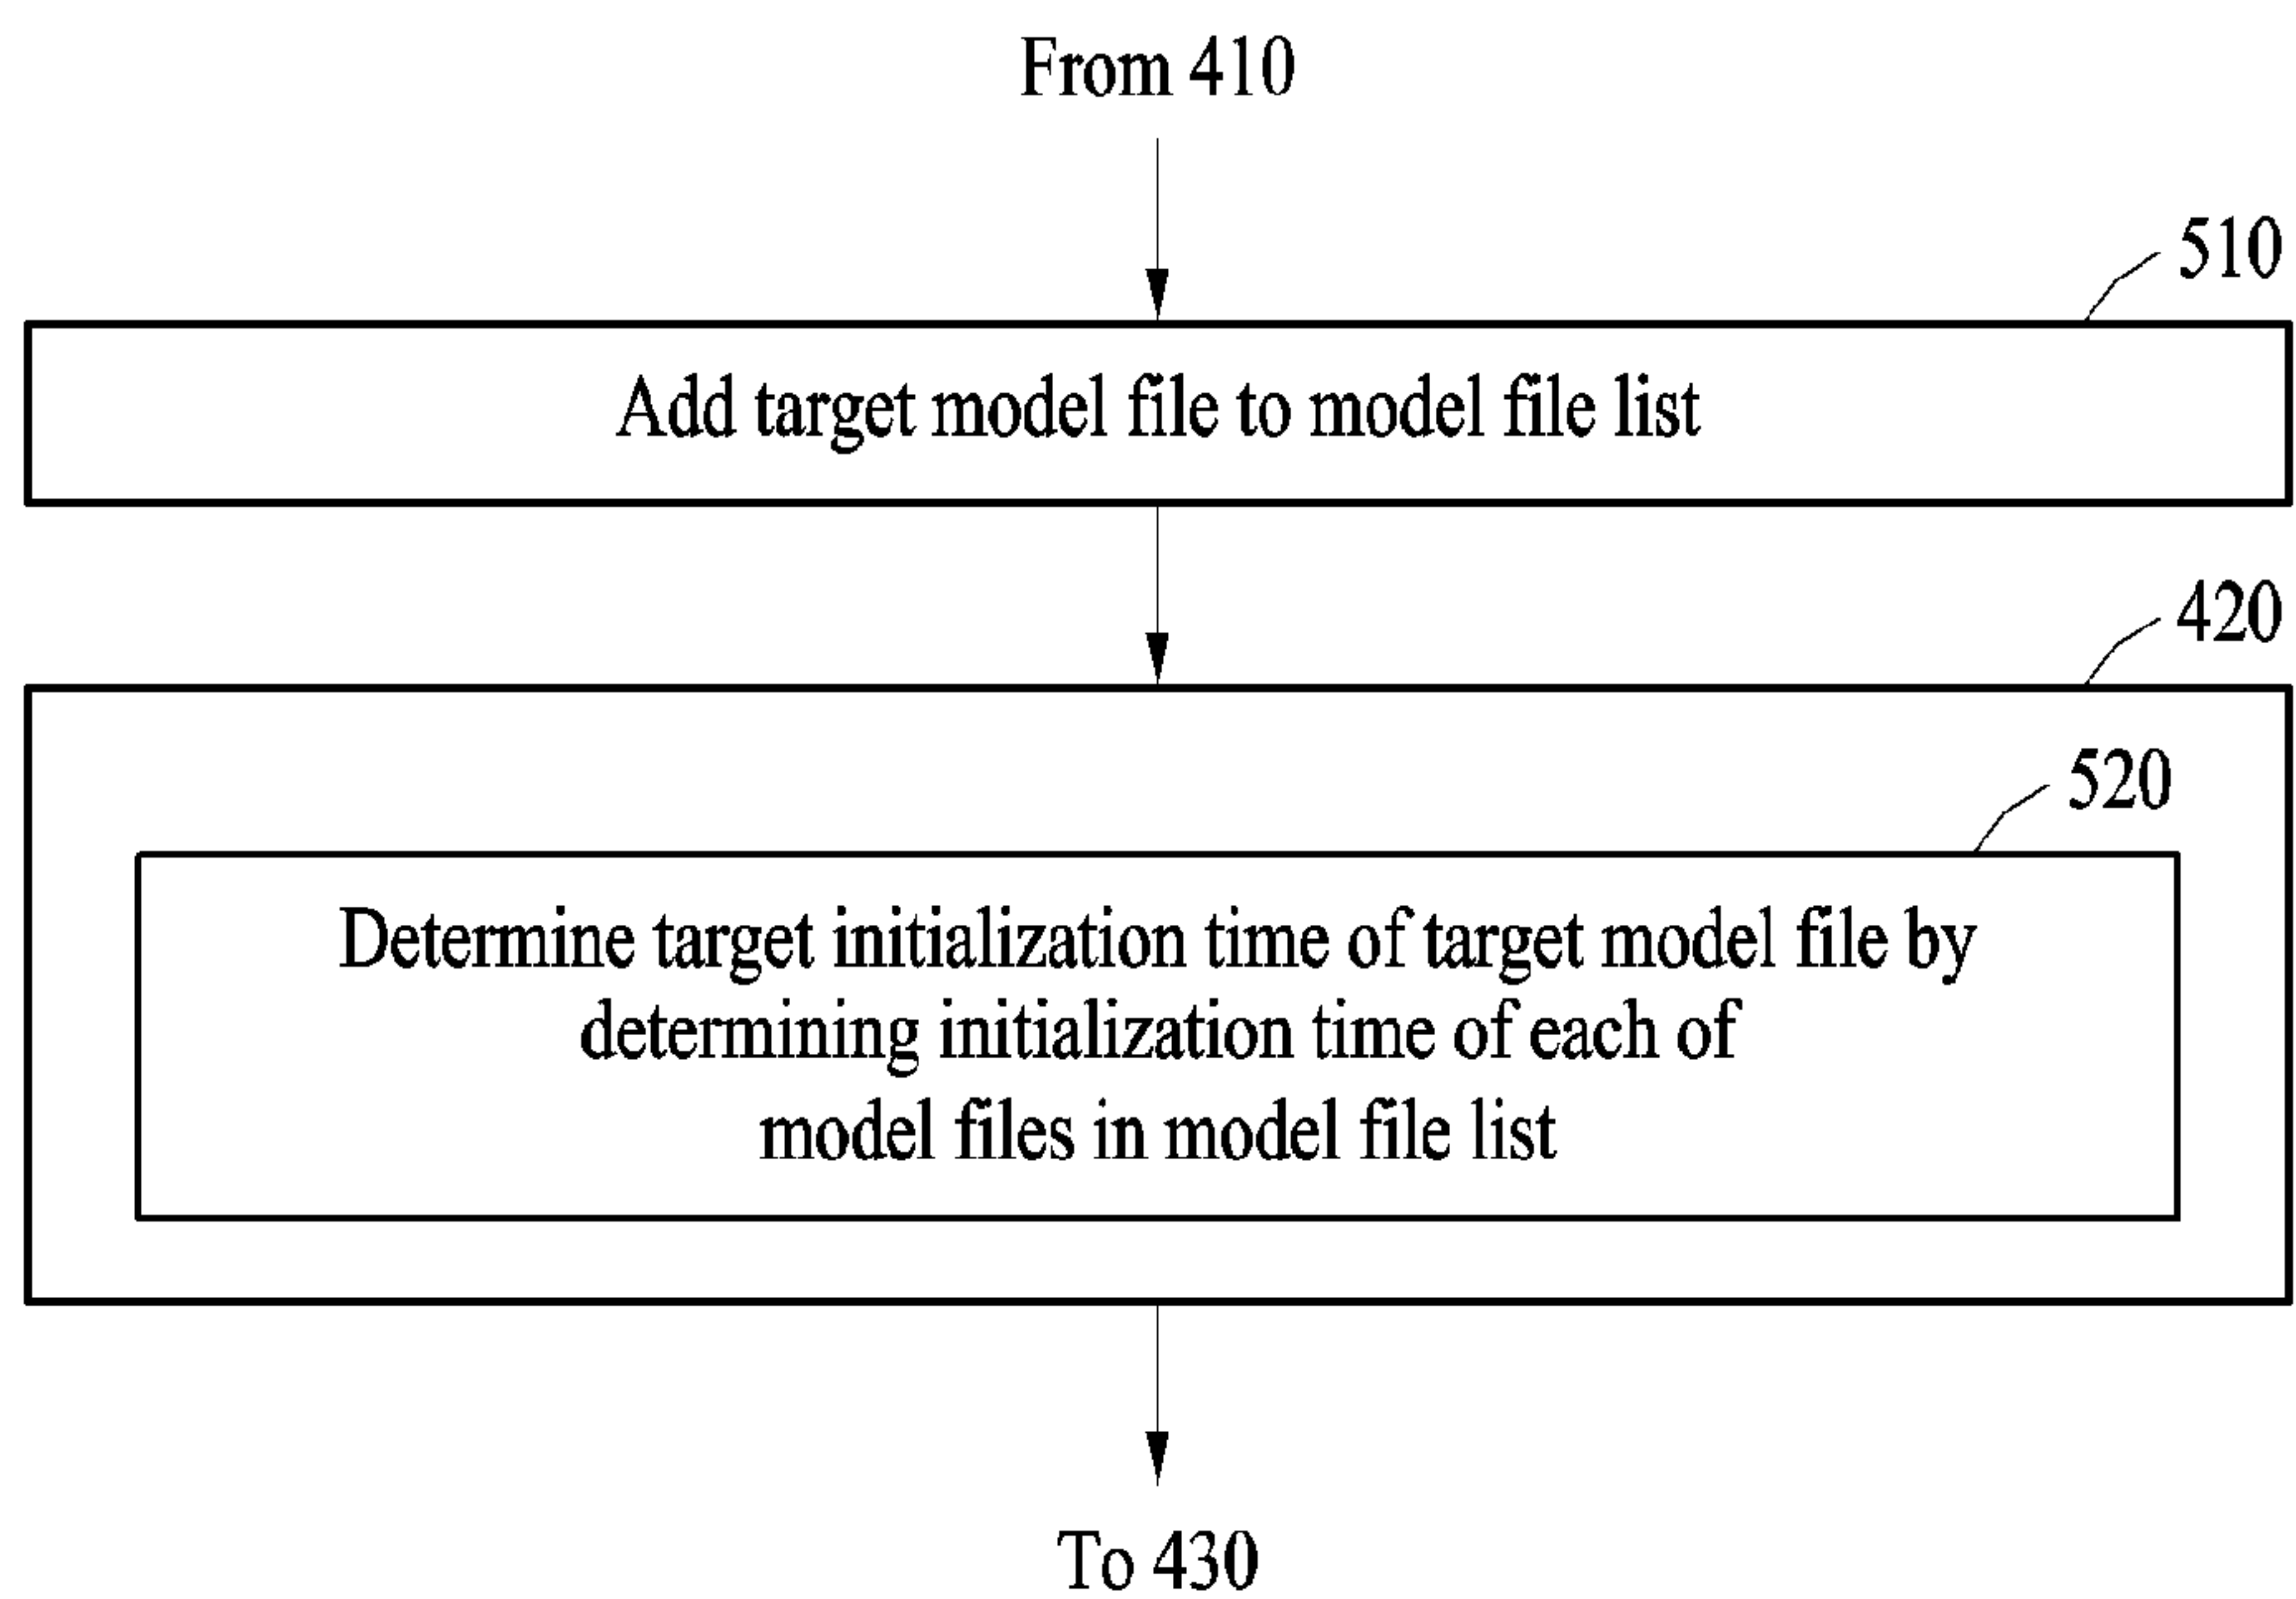 From 410
510
Add target model file to model file list
420
520
Determine target initialization time of target model file by
determining initialization time of each of
model files in model file list
To 430